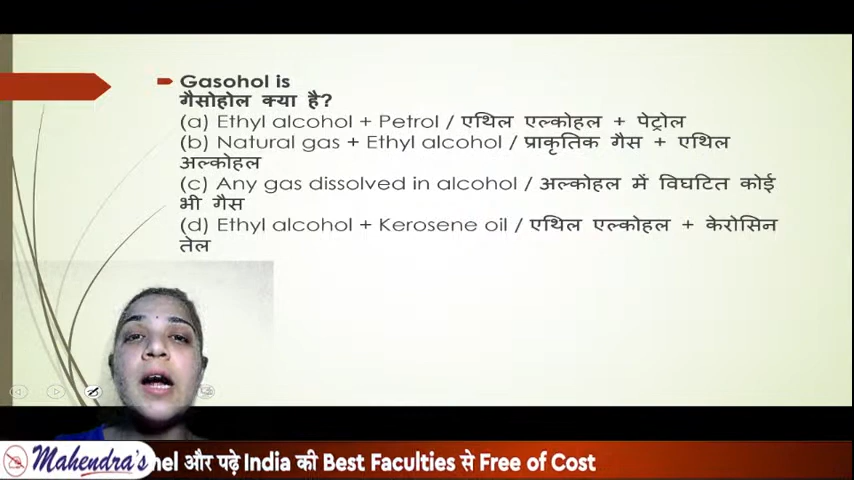 Gasohol is
गैसोहोल क्या है?
(a) Ethyl alcohol + Petrol / एथिल एल्कोहल + पेट्रोल
(b) Natural gas + Ethyl alcohol / प्राकृतिक गैस + एथिल
अल्कोहल
(c) Any gas dissolved in alcohol / अल्कोहल में विघटित कोई
भी गैस
(d) Ethyl alcohol + Kerosene oil / एथिल एल्कोहल + केरोसिन
तेल
Mahendra's
nel और पढ़े India की Best Faculties से Free of Cost